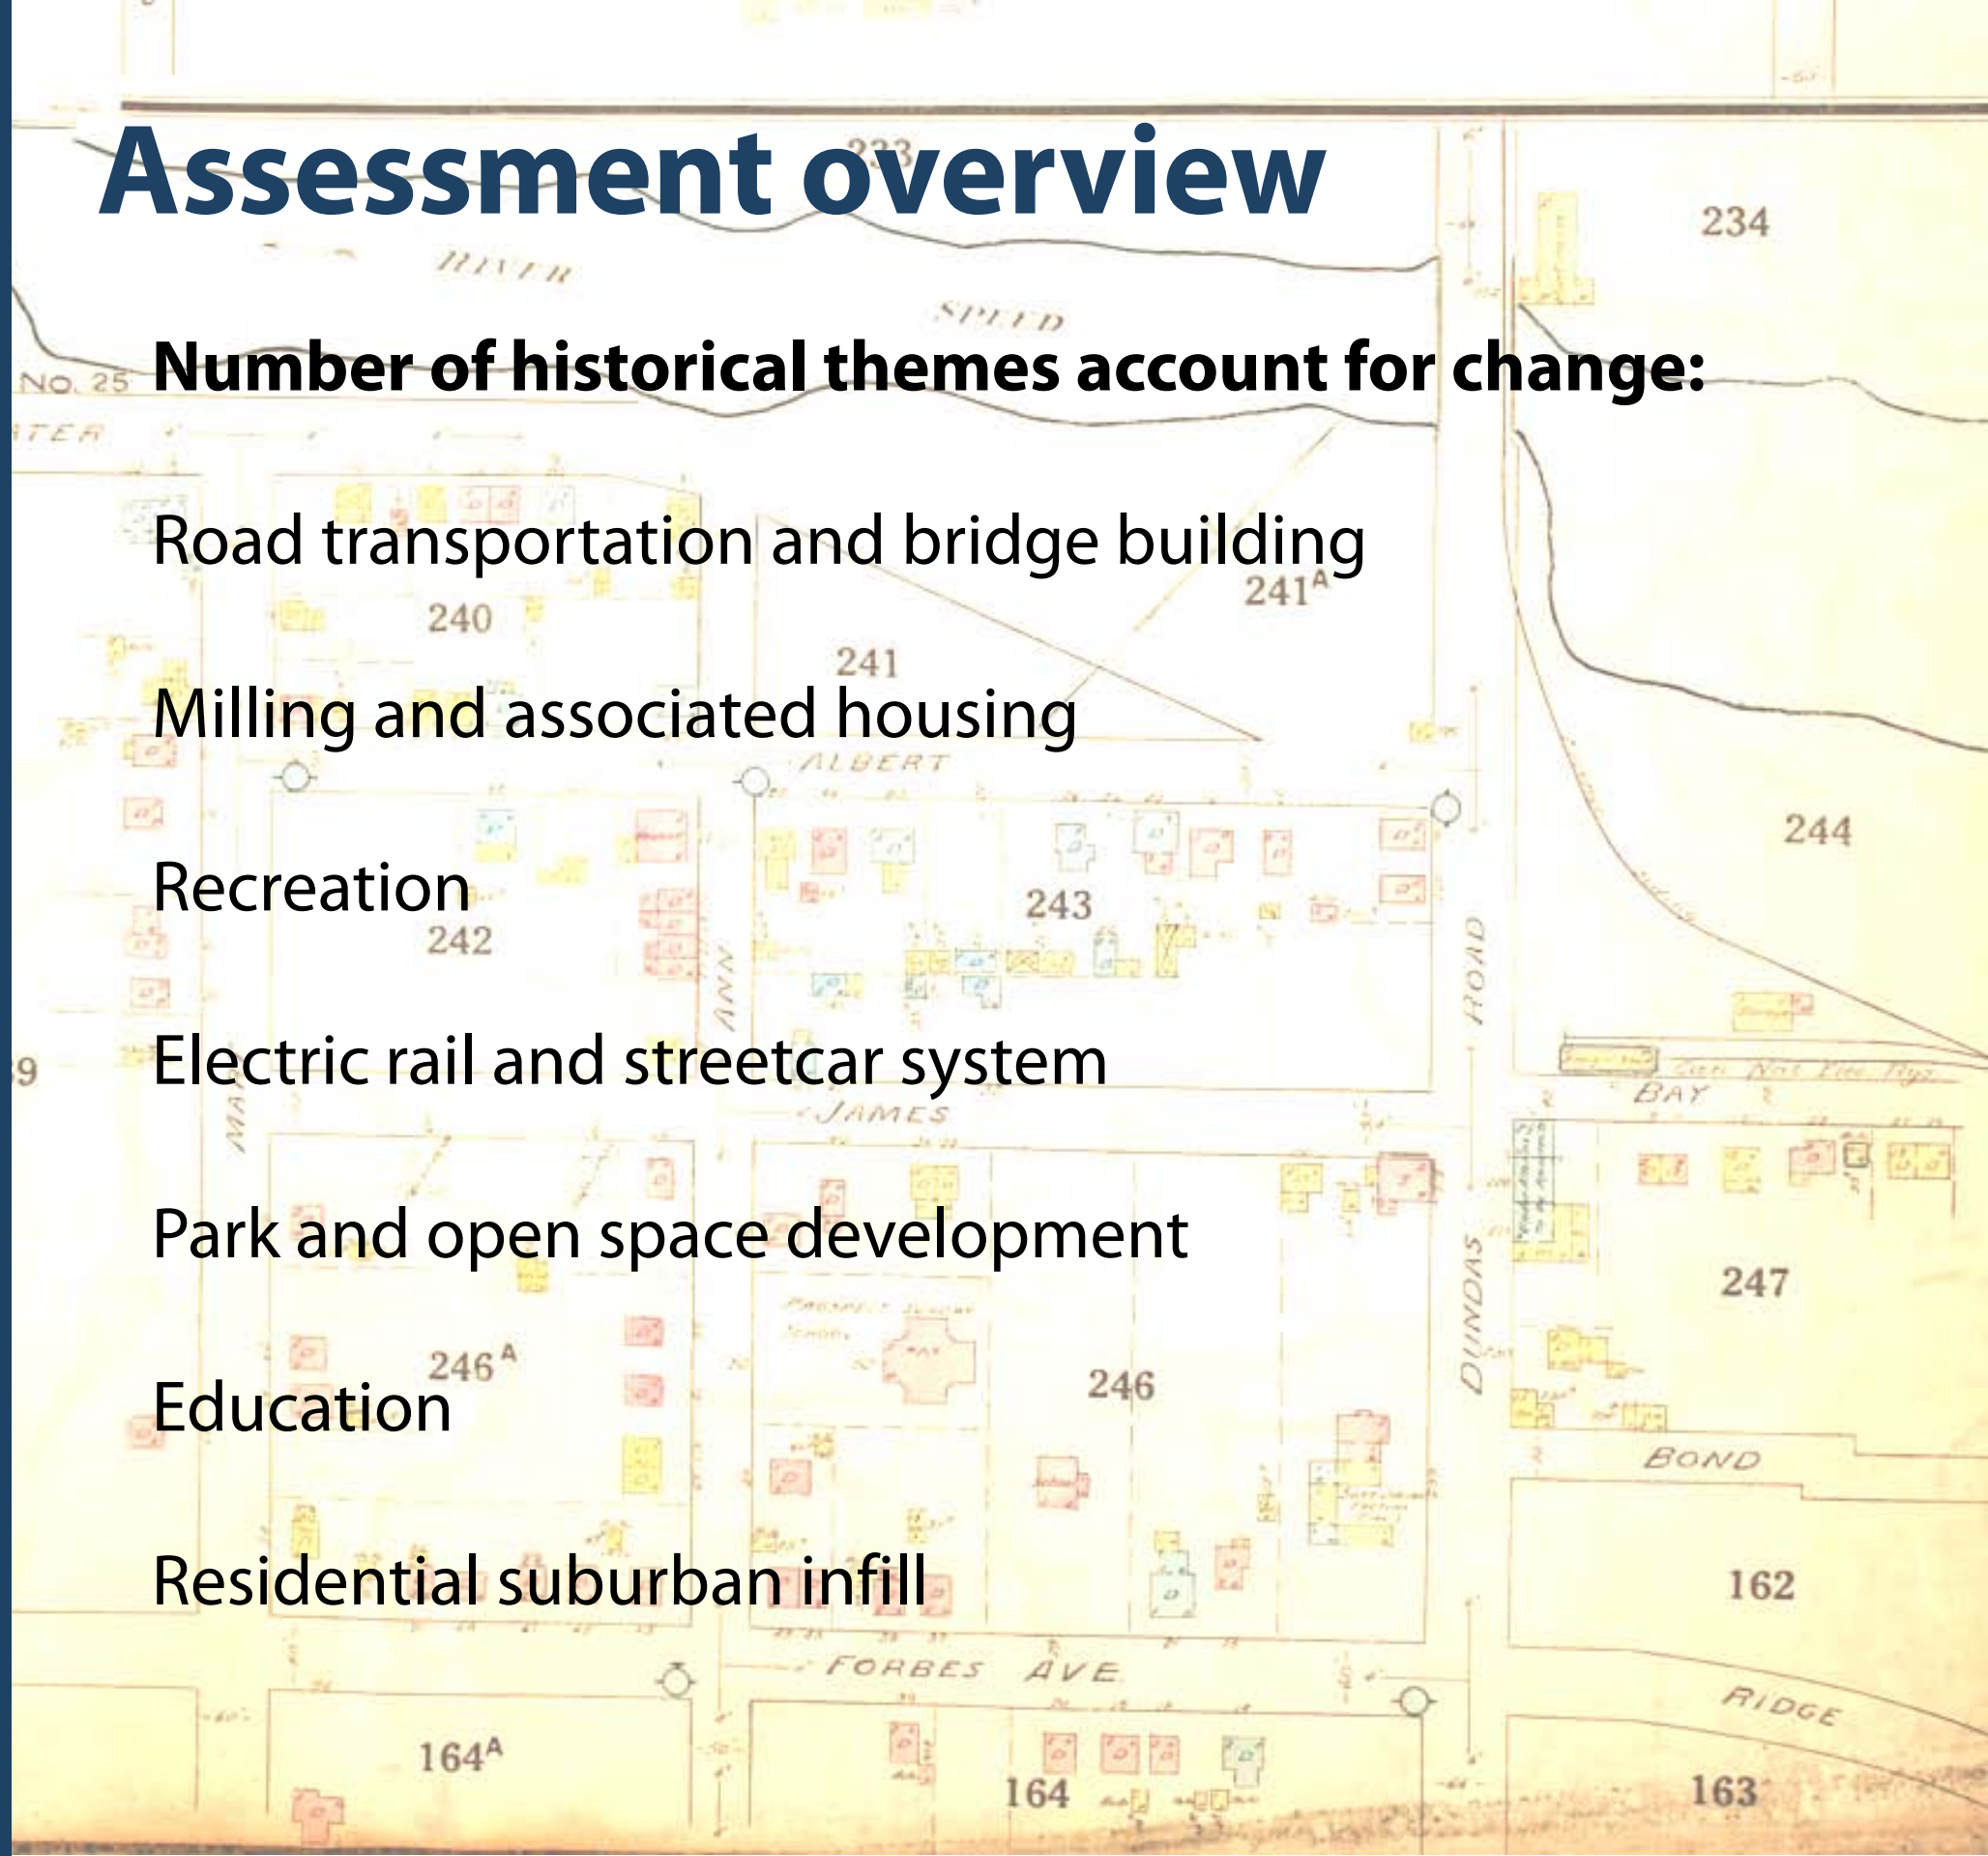 Assessment overview
233
234
RIVER
SPEED
Number of historical themes account for change:
No. 25
Road transportation and bridge building
241A
240
241
Milling and associated housing
ALBERT
244
Recreation
243
242
ANN
ROAD
Electric rail and streetcar system
JAMES
BAY
Park and open space development
247
DUNDAS
246A
246
Education
BOND
Residential suburban infill
162
FORBES AVE.
RIDGE
164A
164
163